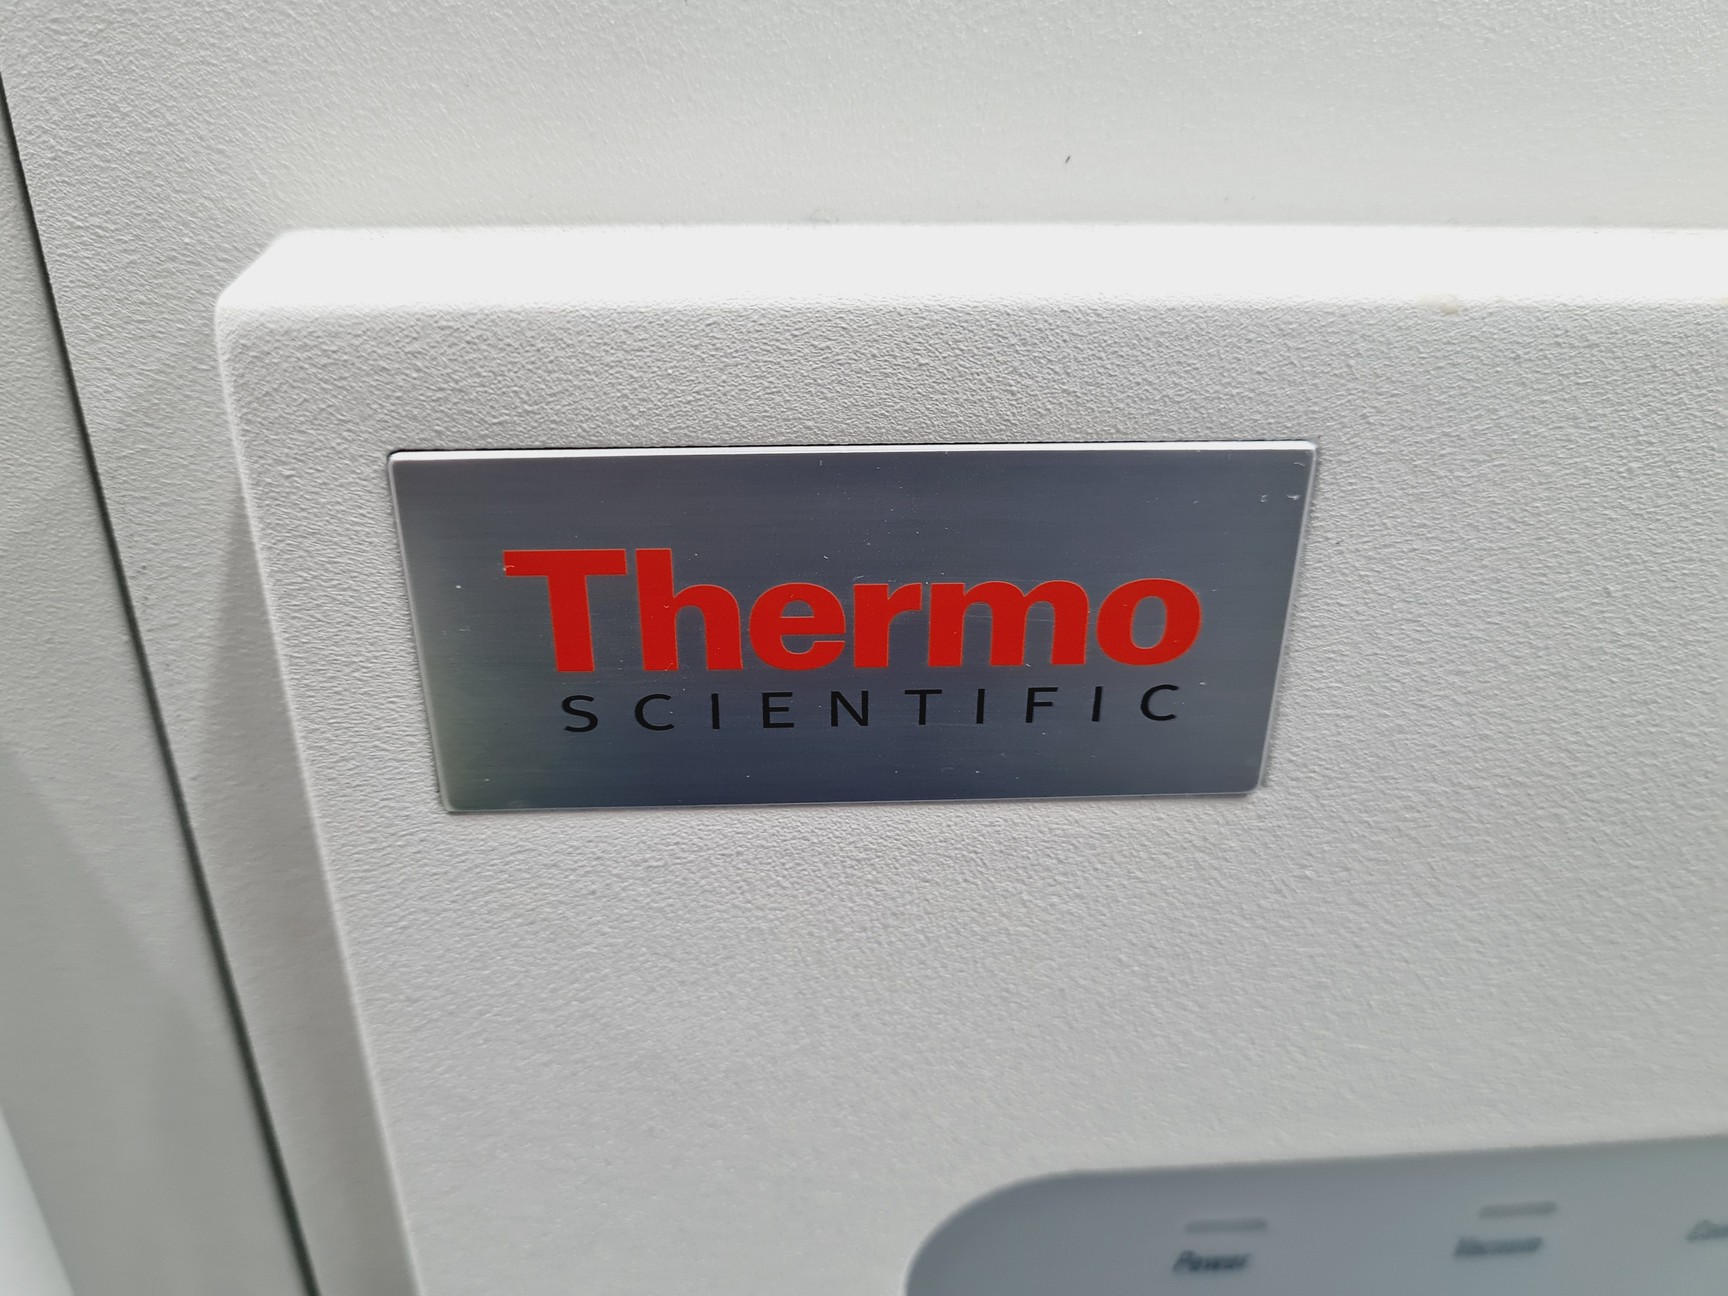 Thermo
SCIENTIFIC
Power
Vacuum